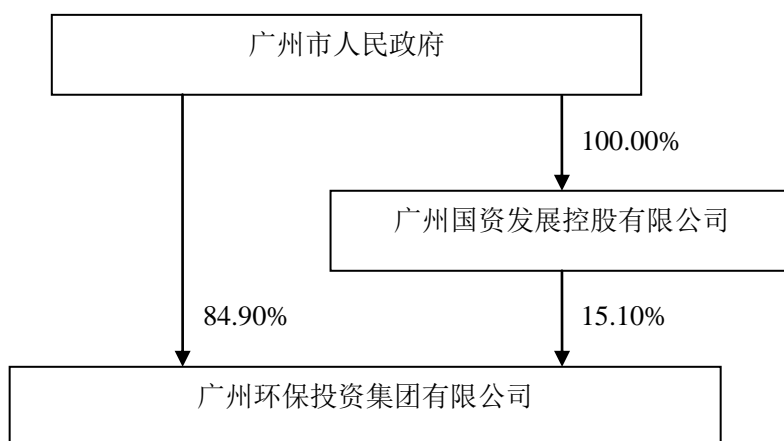 广州市人民政府
100.00%
广州国资发展控股有限公司
84.90%
15.10%
广州环保投资集团有限公司